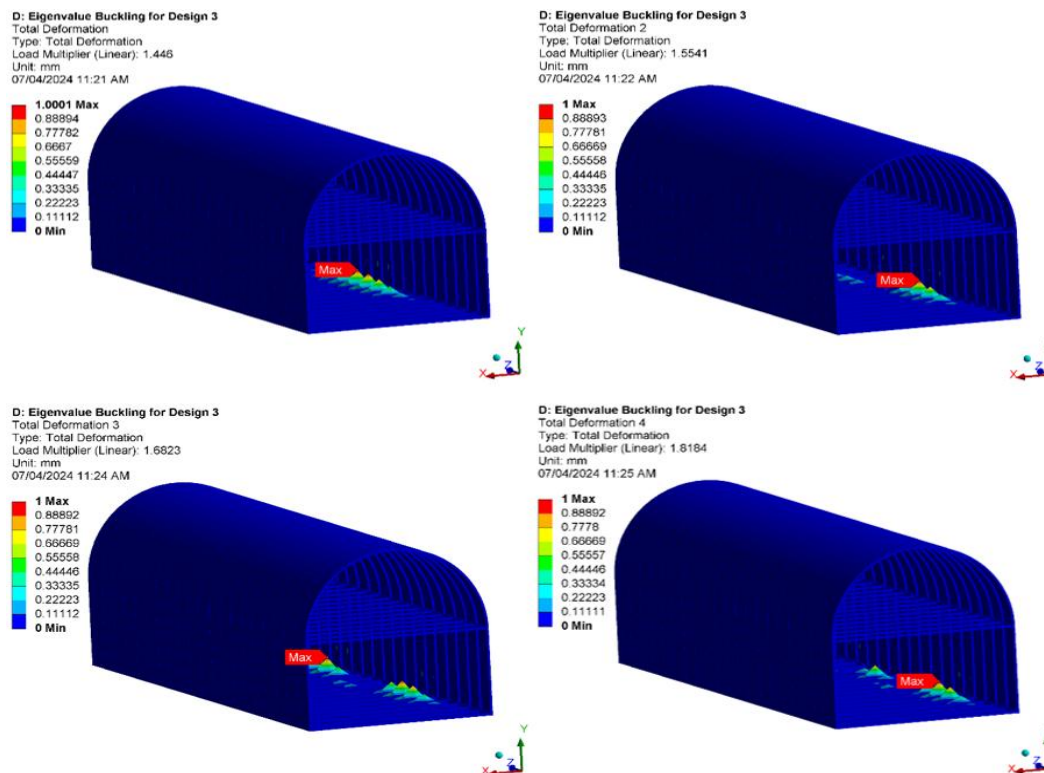 D: Eigenvalue Buckling for Design 3
Total Deformation
Type: Total Deformation
Load Multiplier (Linear): 1.446
Unit: mm
07/04/2024 11:21 AM
1.0001 Max
0.88894
0.77782
0.6667
0.55559
0.44447
0.33335
0.22223
0.11112
0 Min
Max
Y
Z
X
D: Eigenvalue Buckling for Design 3
Total Deformation 2
Type: Total Deformation
Load Multiplier (Linear): 1.5541
Unit: mm
07/04/2024 11:22 AM
1 Max
0.88893
0.77781
0.66669
0.55558
0.44446
0.33335
0.22223
0.11112
0 Min
Max
Z
X
D: Eigenvalue Buckling for Design 3
Total Deformation 3
Type: Total Deformation
Load Multiplier (Linear): 1.6823
Unit: mm
07/04/2024 11:24 AM
1 Max
0.88892
0.77781
0.66669
0.55558
0.44446
0.33335
0.22223
0.11112
0 Min
Max
Y
Z
X
D: Eigenvalue Buckling for Design 3
Total Deformation 4
Type: Total Deformation
Load Multiplier (Linear): 1.8184
Unit: mm
07/04/2024 11:25 AM
1 Max
0.88892
0.7778
0.66669
0.55557
0.44446
0.33334
0.22223
0.11111
0 Min
Max
Z
X